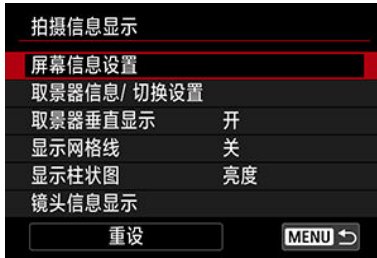 拍摄信息显示
屏幕信息设置
取景器信息/ 切换设置
取景器垂直显示 开
显示网格线 关
显示柱状图 亮度
镜头信息显示
重设 MENU